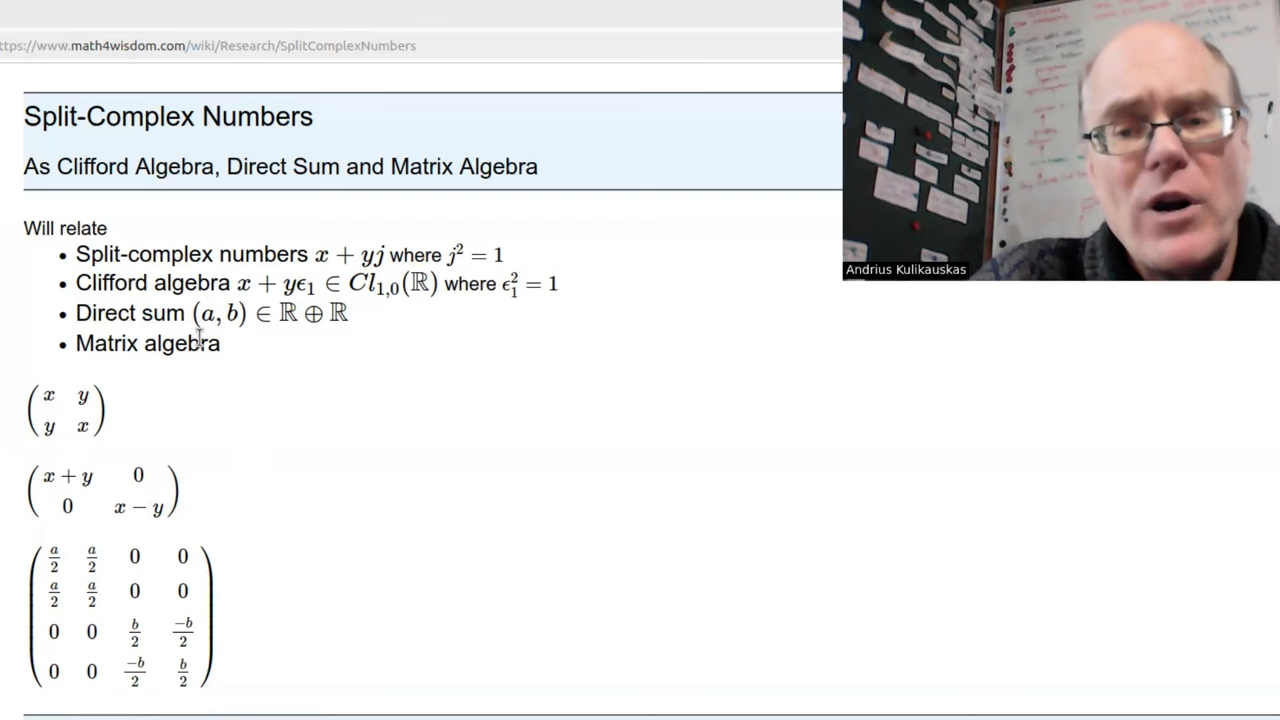 https://www.math4wisdom.com/wiki/Research/SplitComplexNumbers
Split-Complex Numbers
As Clifford Algebra, Direct Sum and Matrix Algebra
Will relate
• Split-complex numbers x + yj where j² = 1
• Clifford algebra x + yϵ₁ ∈ Cl₁,₀(ℝ) where ϵ₁² = 1
• Direct sum (a, b) ∈ ℝ ⊕ ℝ
• Matrix algebra
x y
y x
x + y 0
0 x − y
a/2 a/2 0 0
a/2 a/2 0 0
0 0 b/2 −b/2
0 0 −b/2 b/2
Andrius Kulikauskas